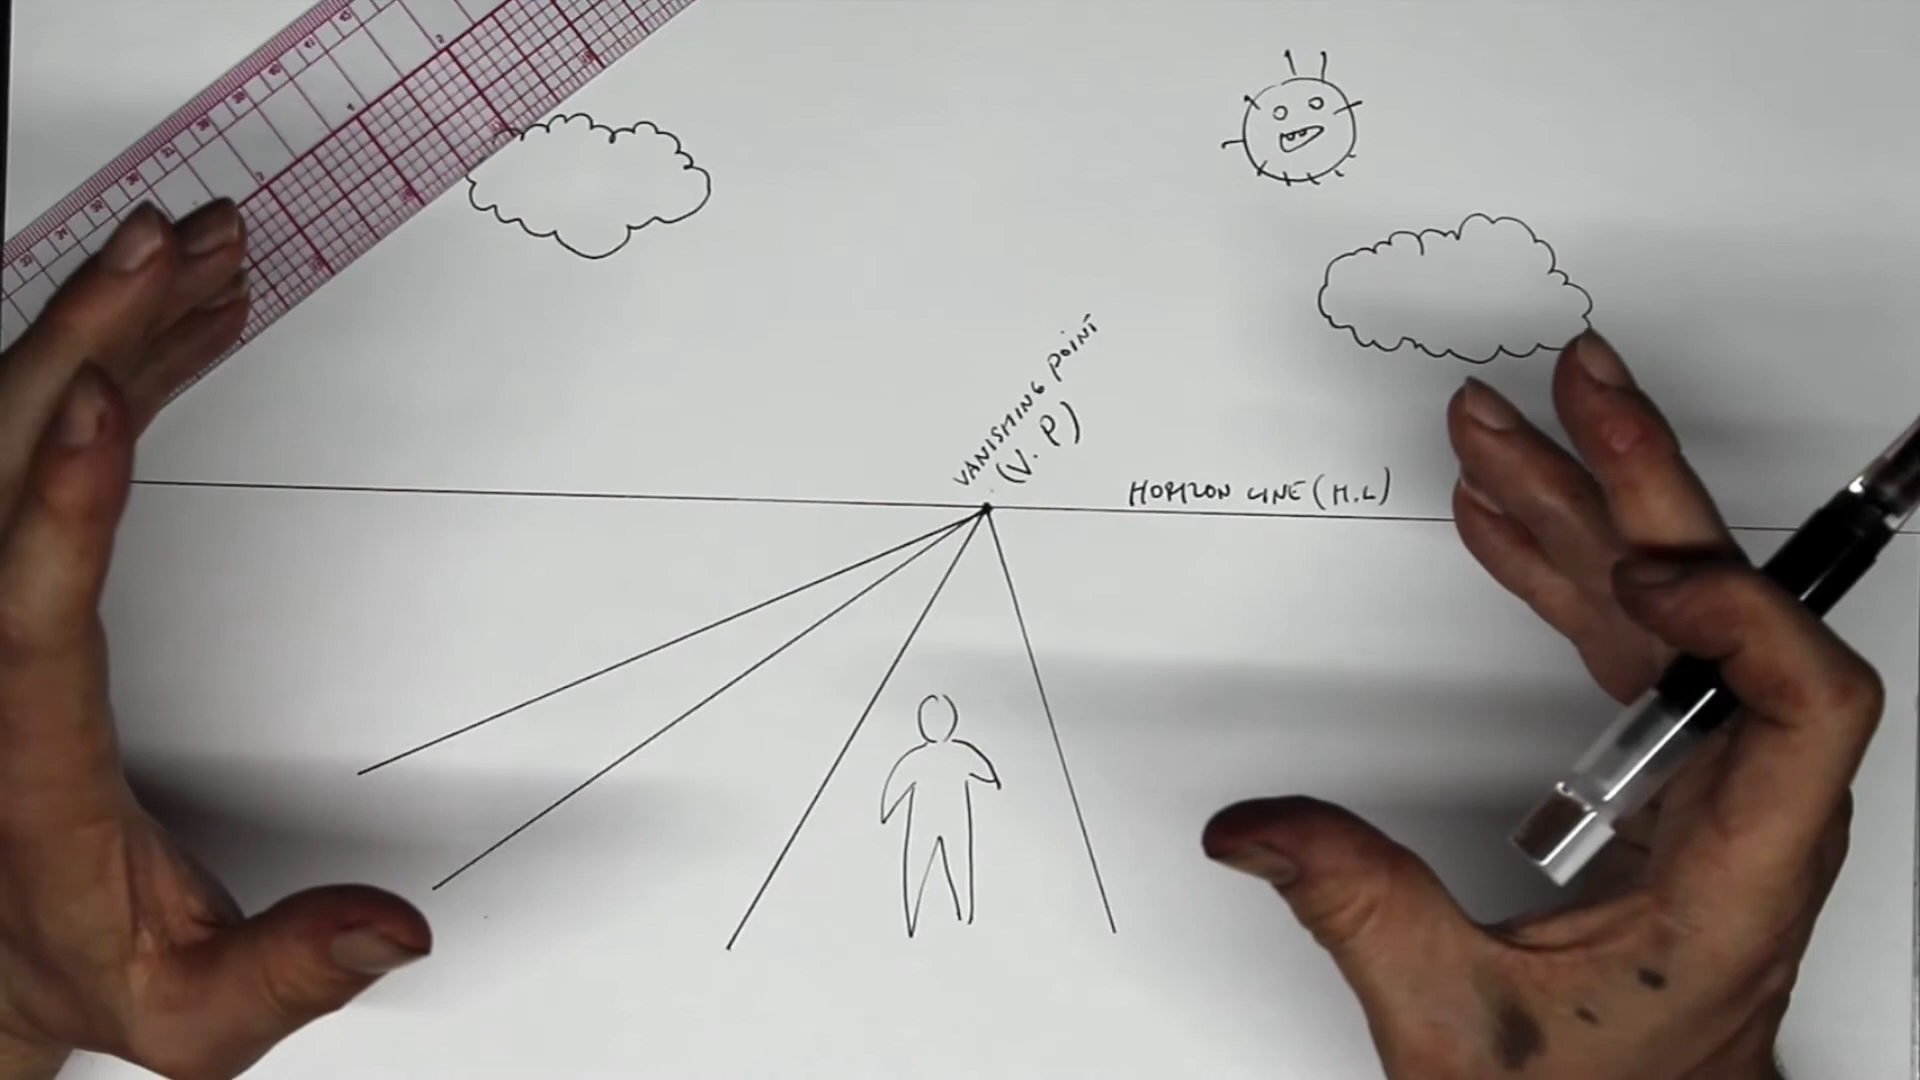 VANISHING POINT
(V. P)
HORIZON LINE (H.L)